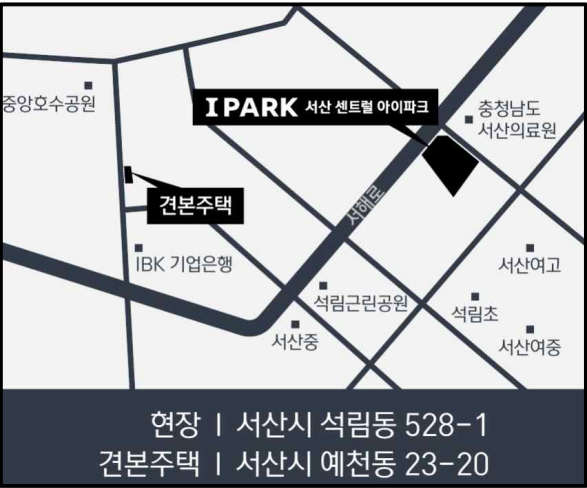 중앙호수공원
IPARK 서산 센트럴 아이파크
충청남도
서산의료원
견본주택
서해로
IBK 기업은행
서산여고
석림근린공원
석림초
서산중
서산여중
현장 I 서산시 석림동 528-1
견본주택 I 서산시 예천동 23-20